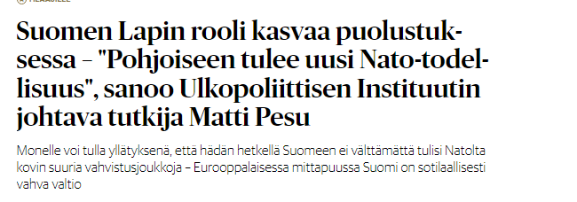 Suomen Lapin rooli kasvaa puolustuk-
sessa – "Pohjoiseen tulee uusi Nato-todel-
lisuus", sanoo Ulkopoliittisen Instituutin
johtava tutkija Matti Pesu
Monelle voi tulla yllätyksenä, että hädän hetkellä Suomeen ei välttämättä tulisi Natolta
kovin suuria vahvistusjoukkoja – Eurooppalaisessa mittapuussa Suomi on sotilaallisesti
vahva valtio